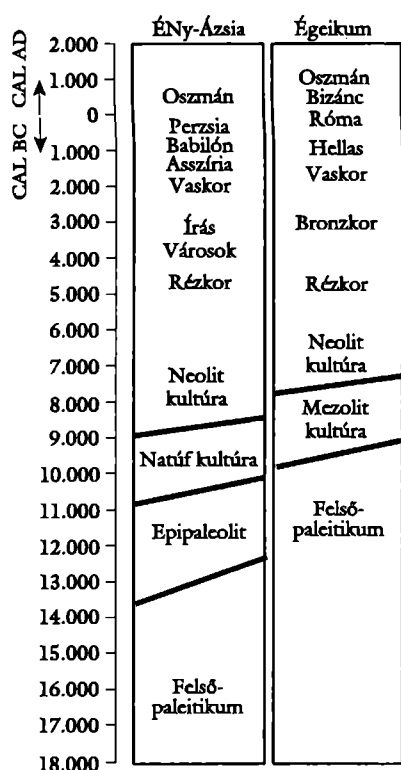 ÉNy-Ázsia
Égeikum
CAL BC CAL AD
2.000
1.000
0
1.000
2.000
3.000
4.000
5.000
6.000
7.000
8.000
9.000
10.000
11.000
12.000
13.000
14.000
15.000
16.000
17.000
18.000
Oszmán
Perzsia
Babilón
Asszíria
Vaskor
Írás
Városok
Rézkor
Neolit
kultúra
Natúf kultúra
Epipaleolit
Felső-
paleitikum
Oszmán
Bizánc
Róma
Hellas
Vaskor
Bronzkor
Rézkor
Neolit
kultúra
Mezolit
kultúra
Felső-
paleitikum